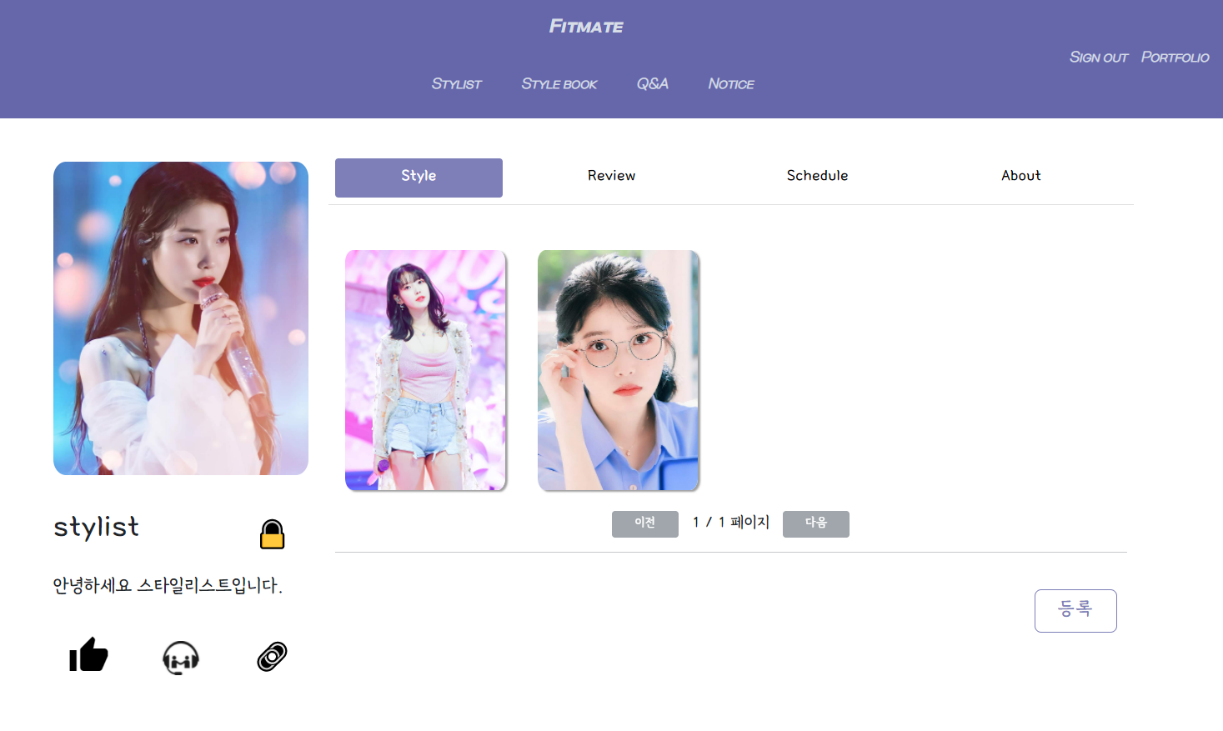 Fitmate
Sign out Portfolio
Stylist Style book Q&A Notice
Style Review Schedule About
이전 1 / 1 페이지 다음
stylist
안녕하세요 스타일리스트입니다.
등록